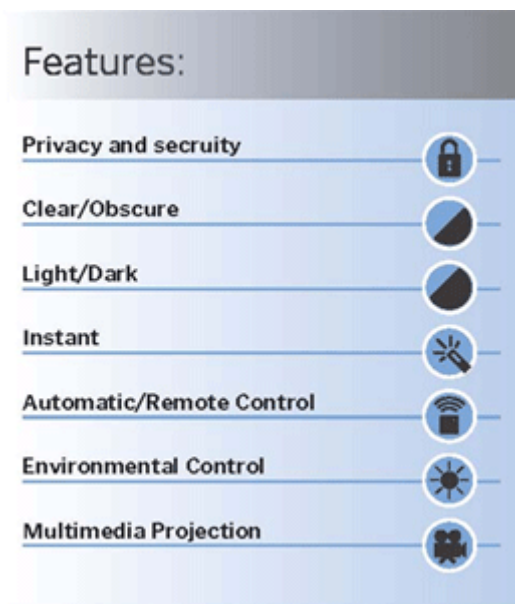 Features:
Privacy and secruity
Clear/Obscure
Light/Dark
Instant
Automatic/Remote Control
Environmental Control
Multimedia Projection